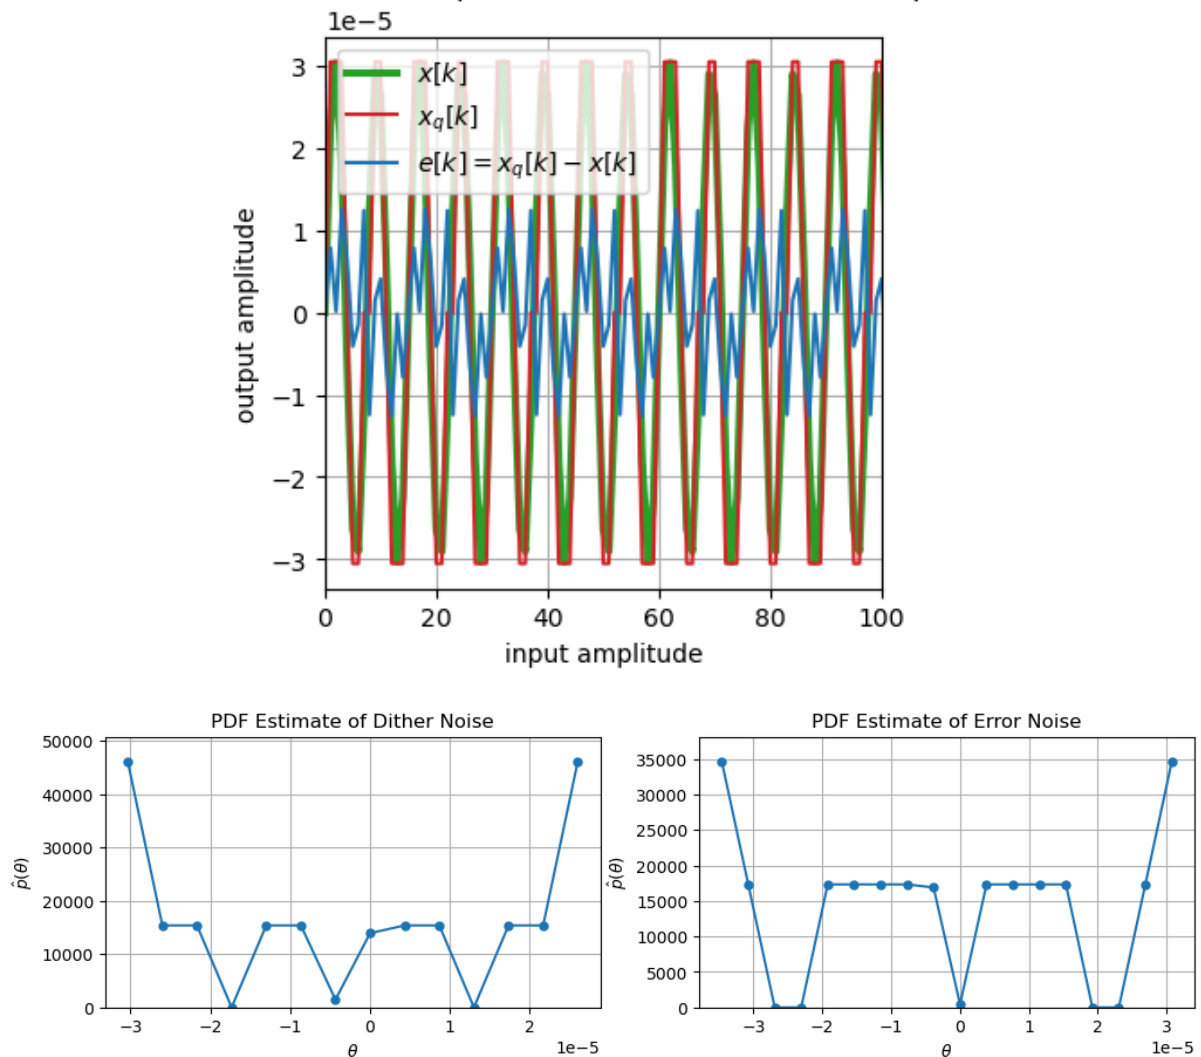 1e−5
x[k]
x_q[k]
e[k] = x_q[k] − x[k]
3
2
1
0
−1
−2
−3
output amplitude
0 20 40 60 80 100
input amplitude
PDF Estimate of Dither Noise
50000
40000
30000
20000
10000
0
p̂(θ)
−3 −2 −1 0 1 2
1e−5
θ
PDF Estimate of Error Noise
35000
30000
25000
20000
15000
10000
5000
0
p̂(θ)
−3 −2 −1 0 1 2 3
1e−5
θ